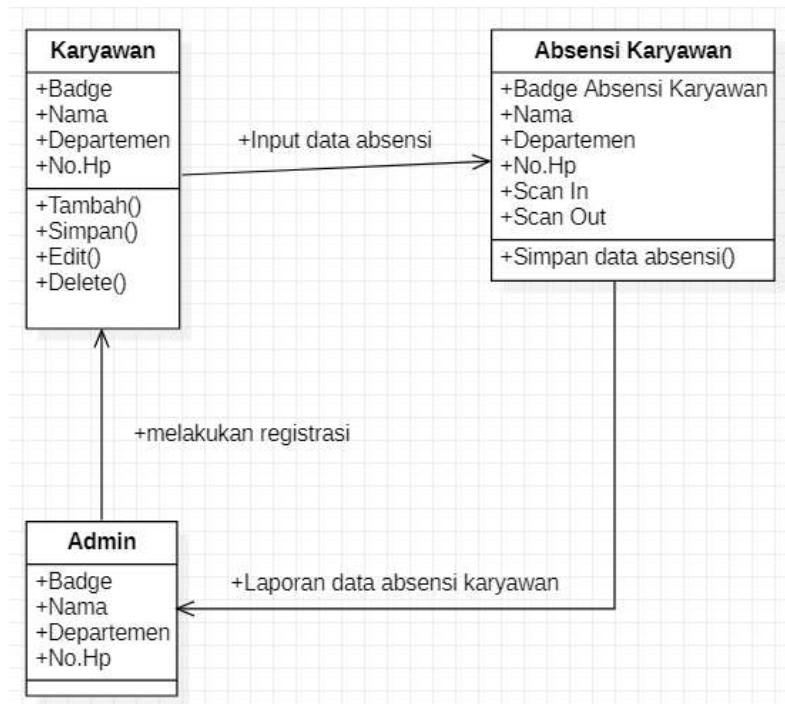 Karyawan
+Badge
+Nama
+Departemen
+No.Hp
+Tambah()
+Simpan()
+Edit()
+Delete()
+Input data absensi
Absensi Karyawan
+Badge Absensi Karyawan
+Nama
+Departemen
+No.Hp
+Scan In
+Scan Out
+Simpan data absensi()
+melakukan registrasi
Admin
+Badge
+Nama
+Departemen
+No.Hp
+Laporan data absensi karyawan